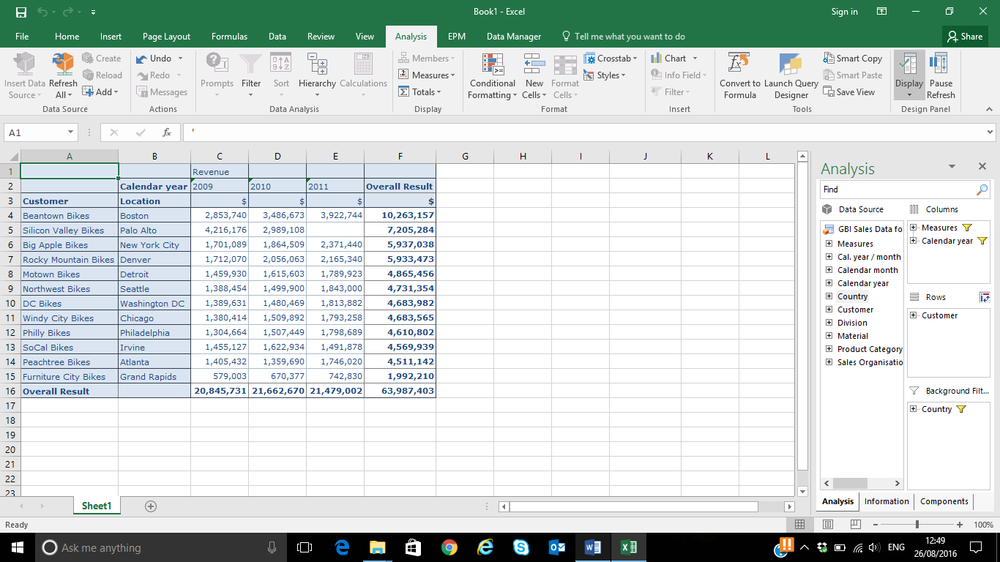 Book1 - Excel
Sign in
File Home Insert Page Layout Formulas Data Review View Analysis EPM Data Manager Tell me what you want to do Share
Insert Data Source
Refresh All
Create
Reload
Add
Data Source
Undo
Redo
Messages
Actions
Prompts
Filter
Sort
Hierarchy
Calculations
Data Analysis
Members
Measures
Totals
Display
Conditional Formatting
New Cells
Format Cells
Crosstab
Styles
Format
Chart
Info Field
Filter
Insert
Convert to Formula
Launch Query Designer
Smart Copy
Smart Paste
Save View
Tools
Display
Pause Refresh
Design Panel
A1 fx '
A B C D E F G H I J K L
1 Revenue
2 Calendar year 2009 2010 2011 Overall Result
3 Customer Location $ $ $ $
4 Beantown Bikes Boston 2,853,740 3,486,673 3,922,744 10,263,157
5 Silicon Valley Bikes Palo Alto 4,216,176 2,989,108 7,205,284
6 Big Apple Bikes New York City 1,701,089 1,864,509 2,371,440 5,937,038
7 Rocky Mountain Bikes Denver 1,712,070 2,056,063 2,165,340 5,933,473
8 Motown Bikes Detroit 1,459,930 1,615,603 1,789,923 4,865,456
9 Northwest Bikes Seattle 1,388,454 1,499,900 1,843,000 4,731,354
10 DC Bikes Washington DC 1,389,631 1,480,469 1,813,882 4,683,982
11 Windy City Bikes Chicago 1,380,414 1,509,892 1,793,258 4,683,565
12 Philly Bikes Philadelphia 1,304,664 1,507,449 1,798,689 4,610,802
13 SoCal Bikes Irvine 1,455,127 1,622,934 1,491,878 4,569,939
14 Peachtree Bikes Atlanta 1,405,432 1,359,690 1,746,020 4,511,142
15 Furniture City Bikes Grand Rapids 579,003 670,377 742,830 1,992,210
16 Overall Result 20,845,731 21,662,670 21,479,002 63,987,403
17
18
19
20
21
22
23
Analysis
Find
Data Source
GBI Sales Data fo
Measures
Cal. year / month
Calendar month
Calendar year
Country
Customer
Division
Material
Product Category
Sales Organisatio
Columns
Measures
Calendar year
Rows
Customer
Background Filt...
Country
Analysis Information Components
Sheet1
Ready
100%
Ask me anything
ENG
12:49
26/08/2016